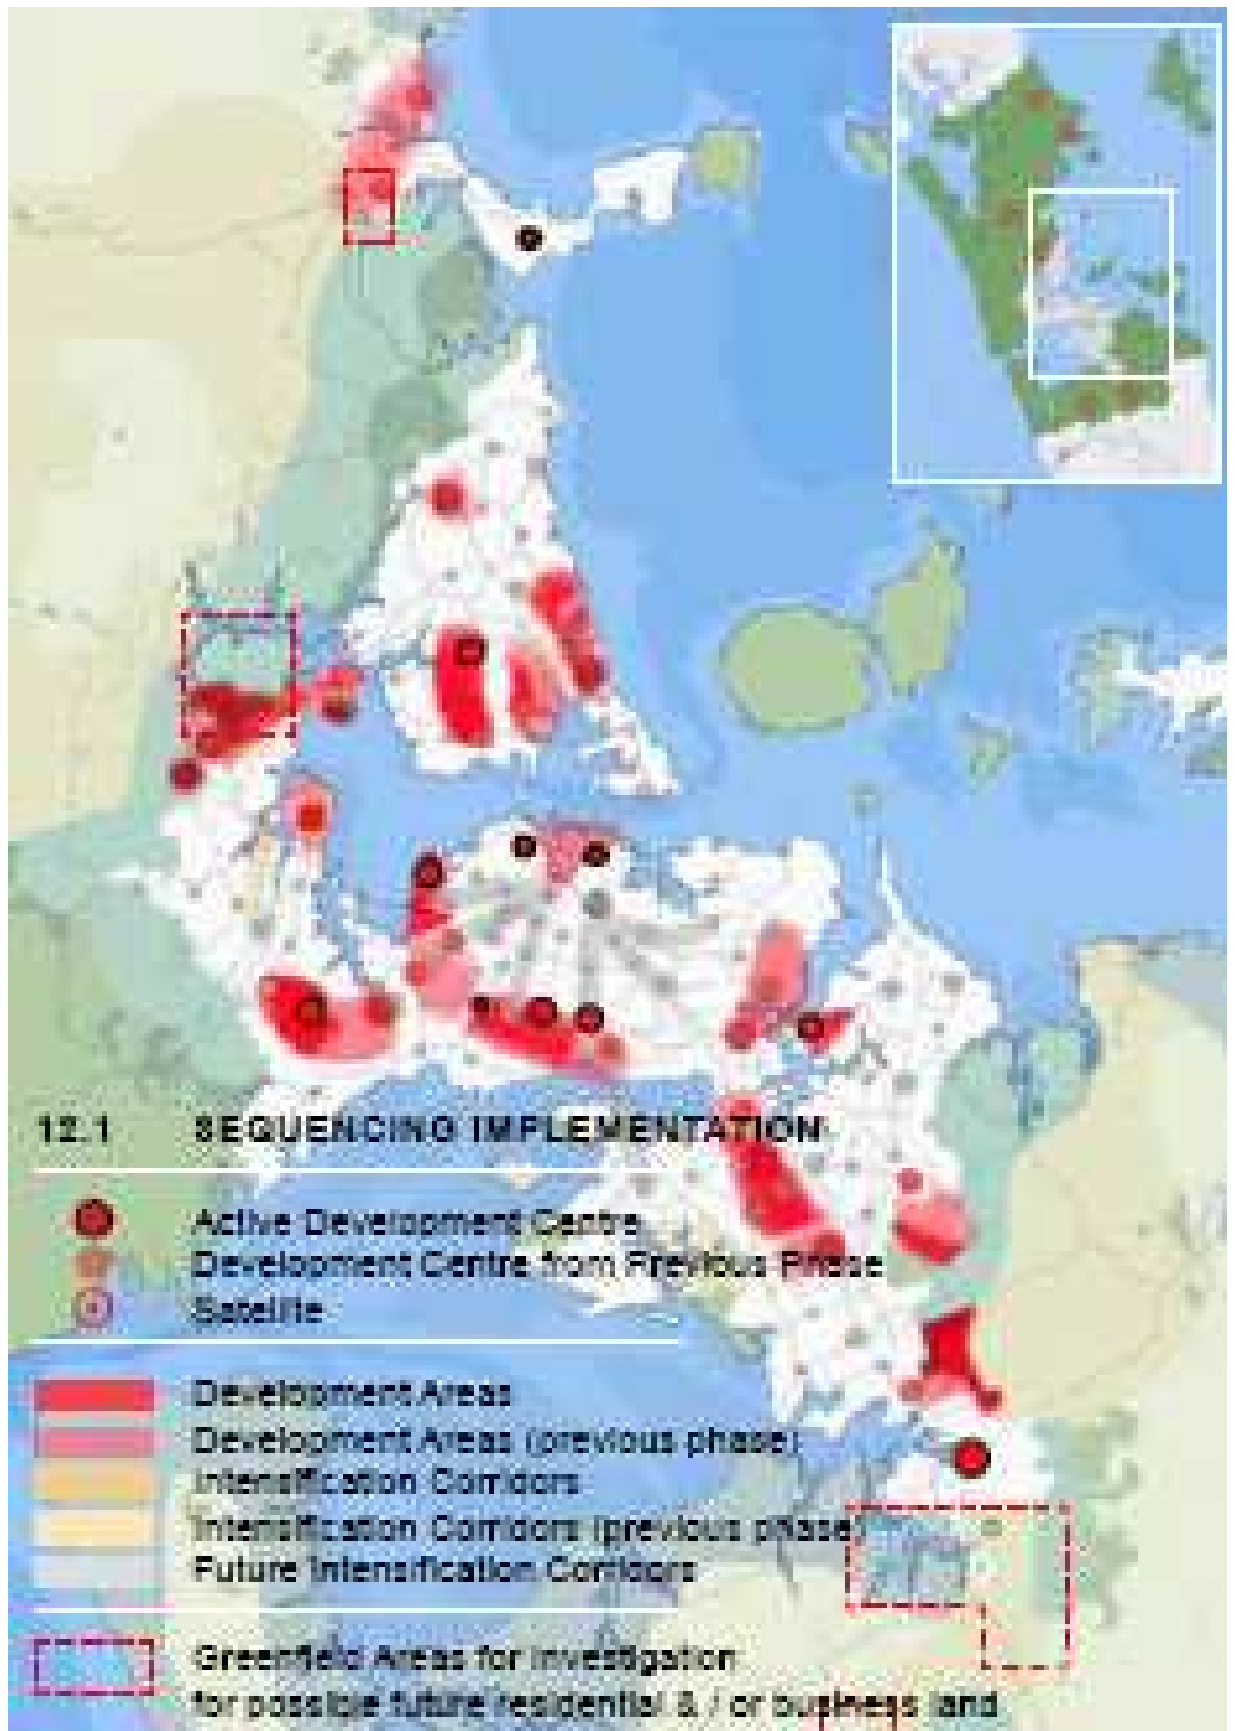 12.1 SEQUENCING IMPLEMENTATION
Active Development Centre
Development Centre from Previous Phase
Satellite
Development Areas
Development Areas (previous phase)
Intensification Corridors
Intensification Corridors (previous phase)
Future Intensification Corridors
Greenfield Areas for Investigation
for possible future residential & / or business land